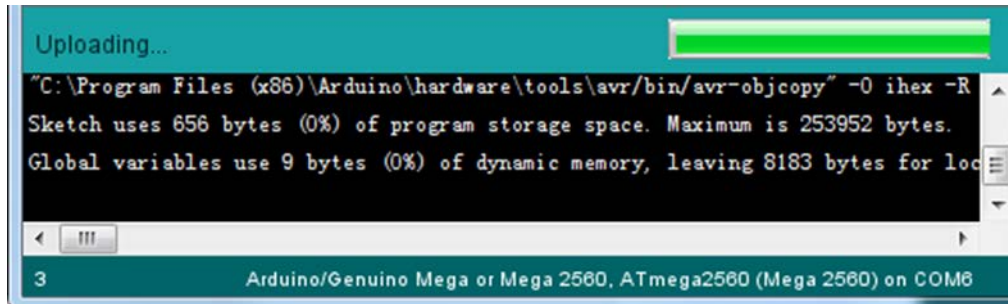 Uploading...
"C:\Program Files (x86)\Arduino\hardware\tools\avr/bin/avr-objcopy" -O ihex -R
Sketch uses 656 bytes (0%) of program storage space. Maximum is 253952 bytes.
Global variables use 9 bytes (0%) of dynamic memory, leaving 8183 bytes for loc
3 Arduino/Genuino Mega or Mega 2560, ATmega2560 (Mega 2560) on COM6